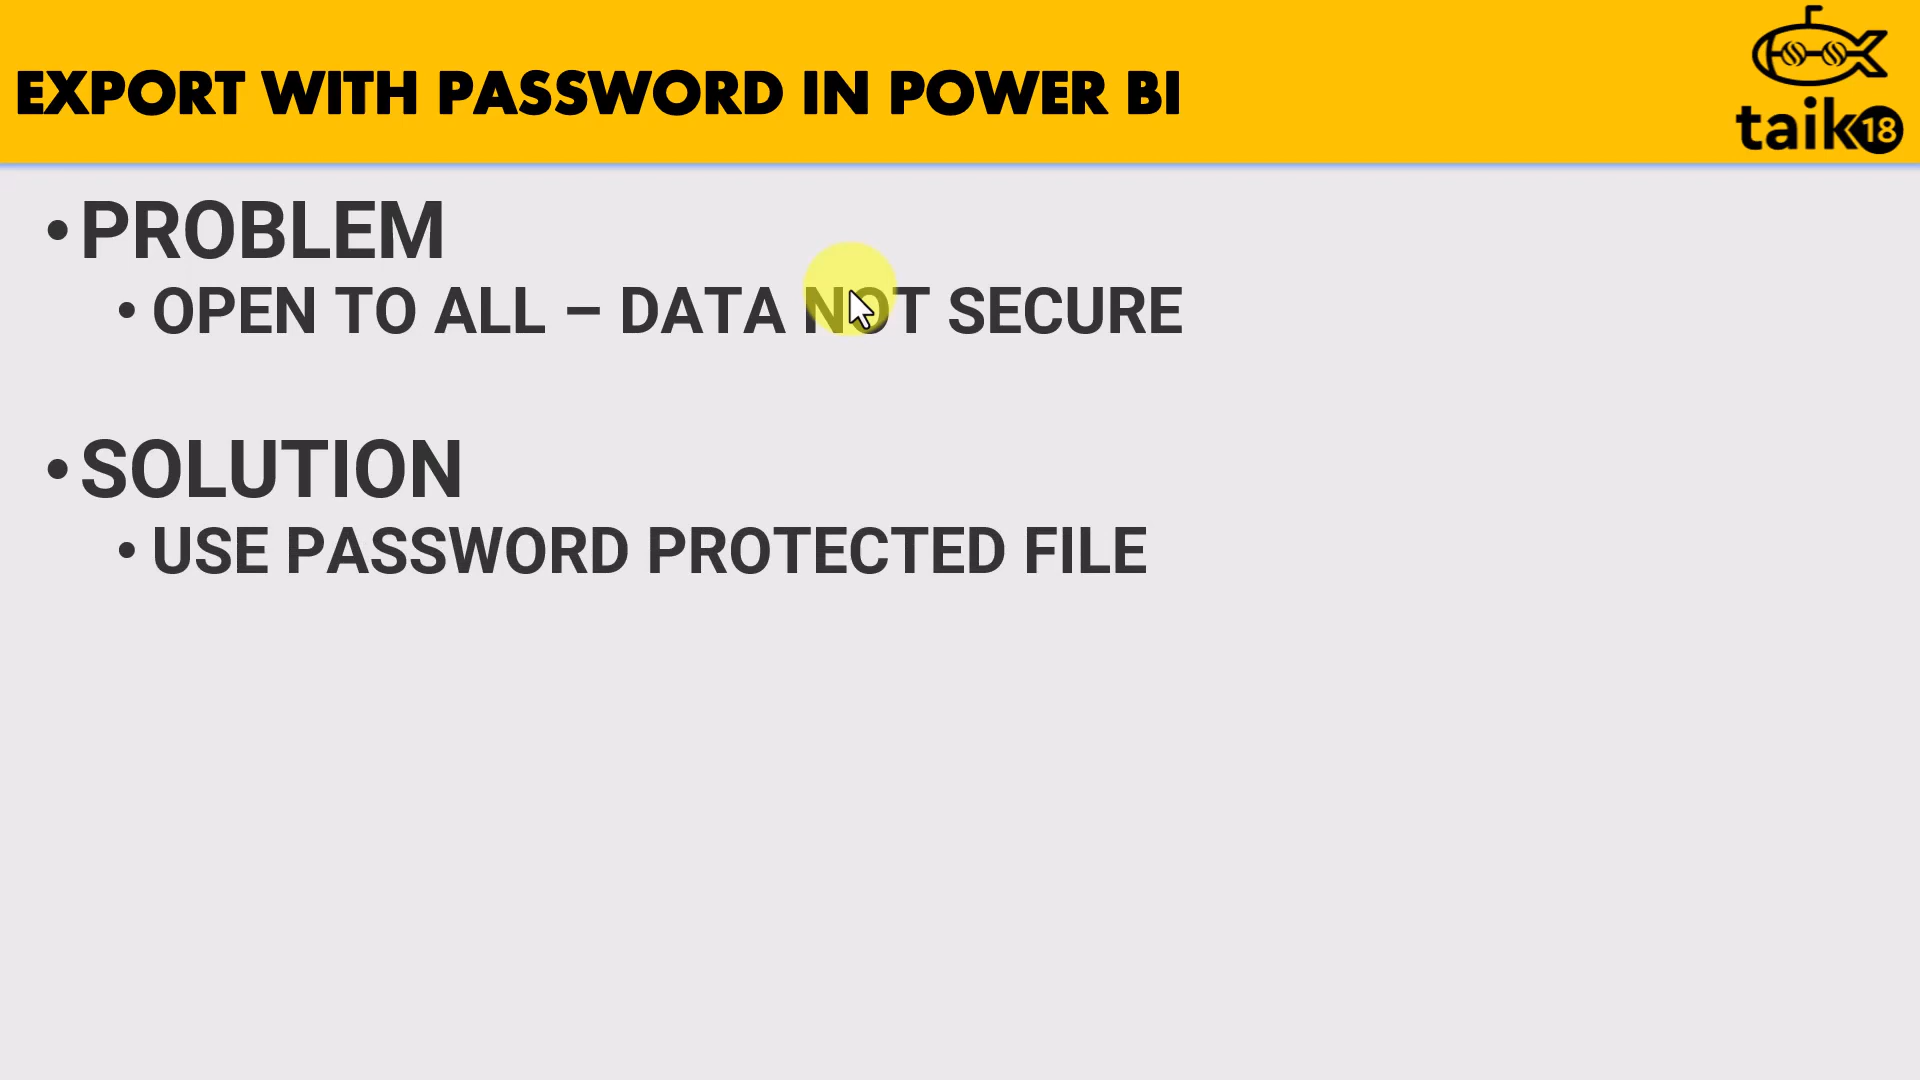 EXPORT WITH PASSWORD IN POWER BI
taik18
• PROBLEM
• OPEN TO ALL – DATA NOT SECURE
• SOLUTION
• USE PASSWORD PROTECTED FILE